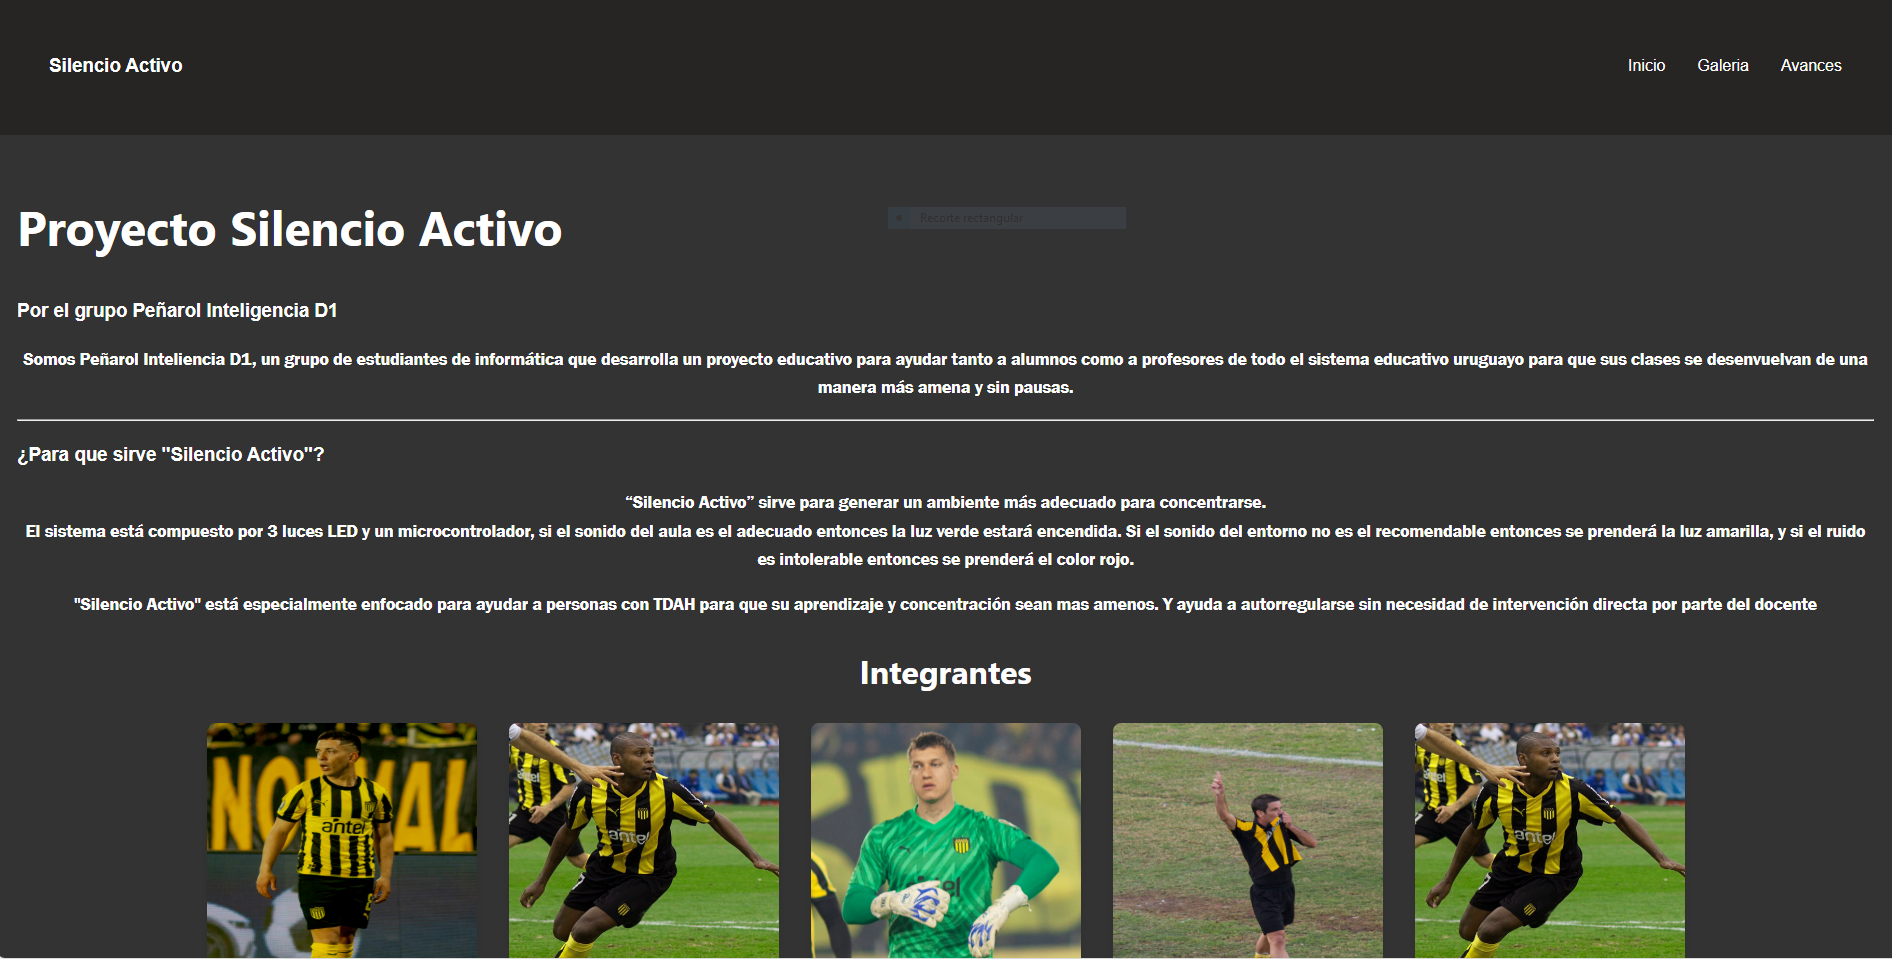 Silencio Activo
Inicio Galeria Avances
Proyecto Silencio Activo
Recorte rectangular
Por el grupo Peñarol Inteligencia D1
Somos Peñarol Inteliencia D1, un grupo de estudiantes de informática que desarrolla un proyecto educativo para ayudar tanto a alumnos como a profesores de todo el sistema educativo uruguayo para que sus clases se desenvuelvan de una
manera más amena y sin pausas.
¿Para que sirve "Silencio Activo"?
“Silencio Activo” sirve para generar un ambiente más adecuado para concentrarse.
El sistema está compuesto por 3 luces LED y un microcontrolador, si el sonido del aula es el adecuado entonces la luz verde estará encendida. Si el sonido del entorno no es el recomendable entonces se prenderá la luz amarilla, y si el ruido
es intolerable entonces se prenderá el color rojo.
"Silencio Activo" está especialmente enfocado para ayudar a personas con TDAH para que su aprendizaje y concentración sean mas amenos. Y ayuda a autorregularse sin necesidad de intervención directa por parte del docente
Integrantes
NORMAL
antel
8
antel
antel
antel